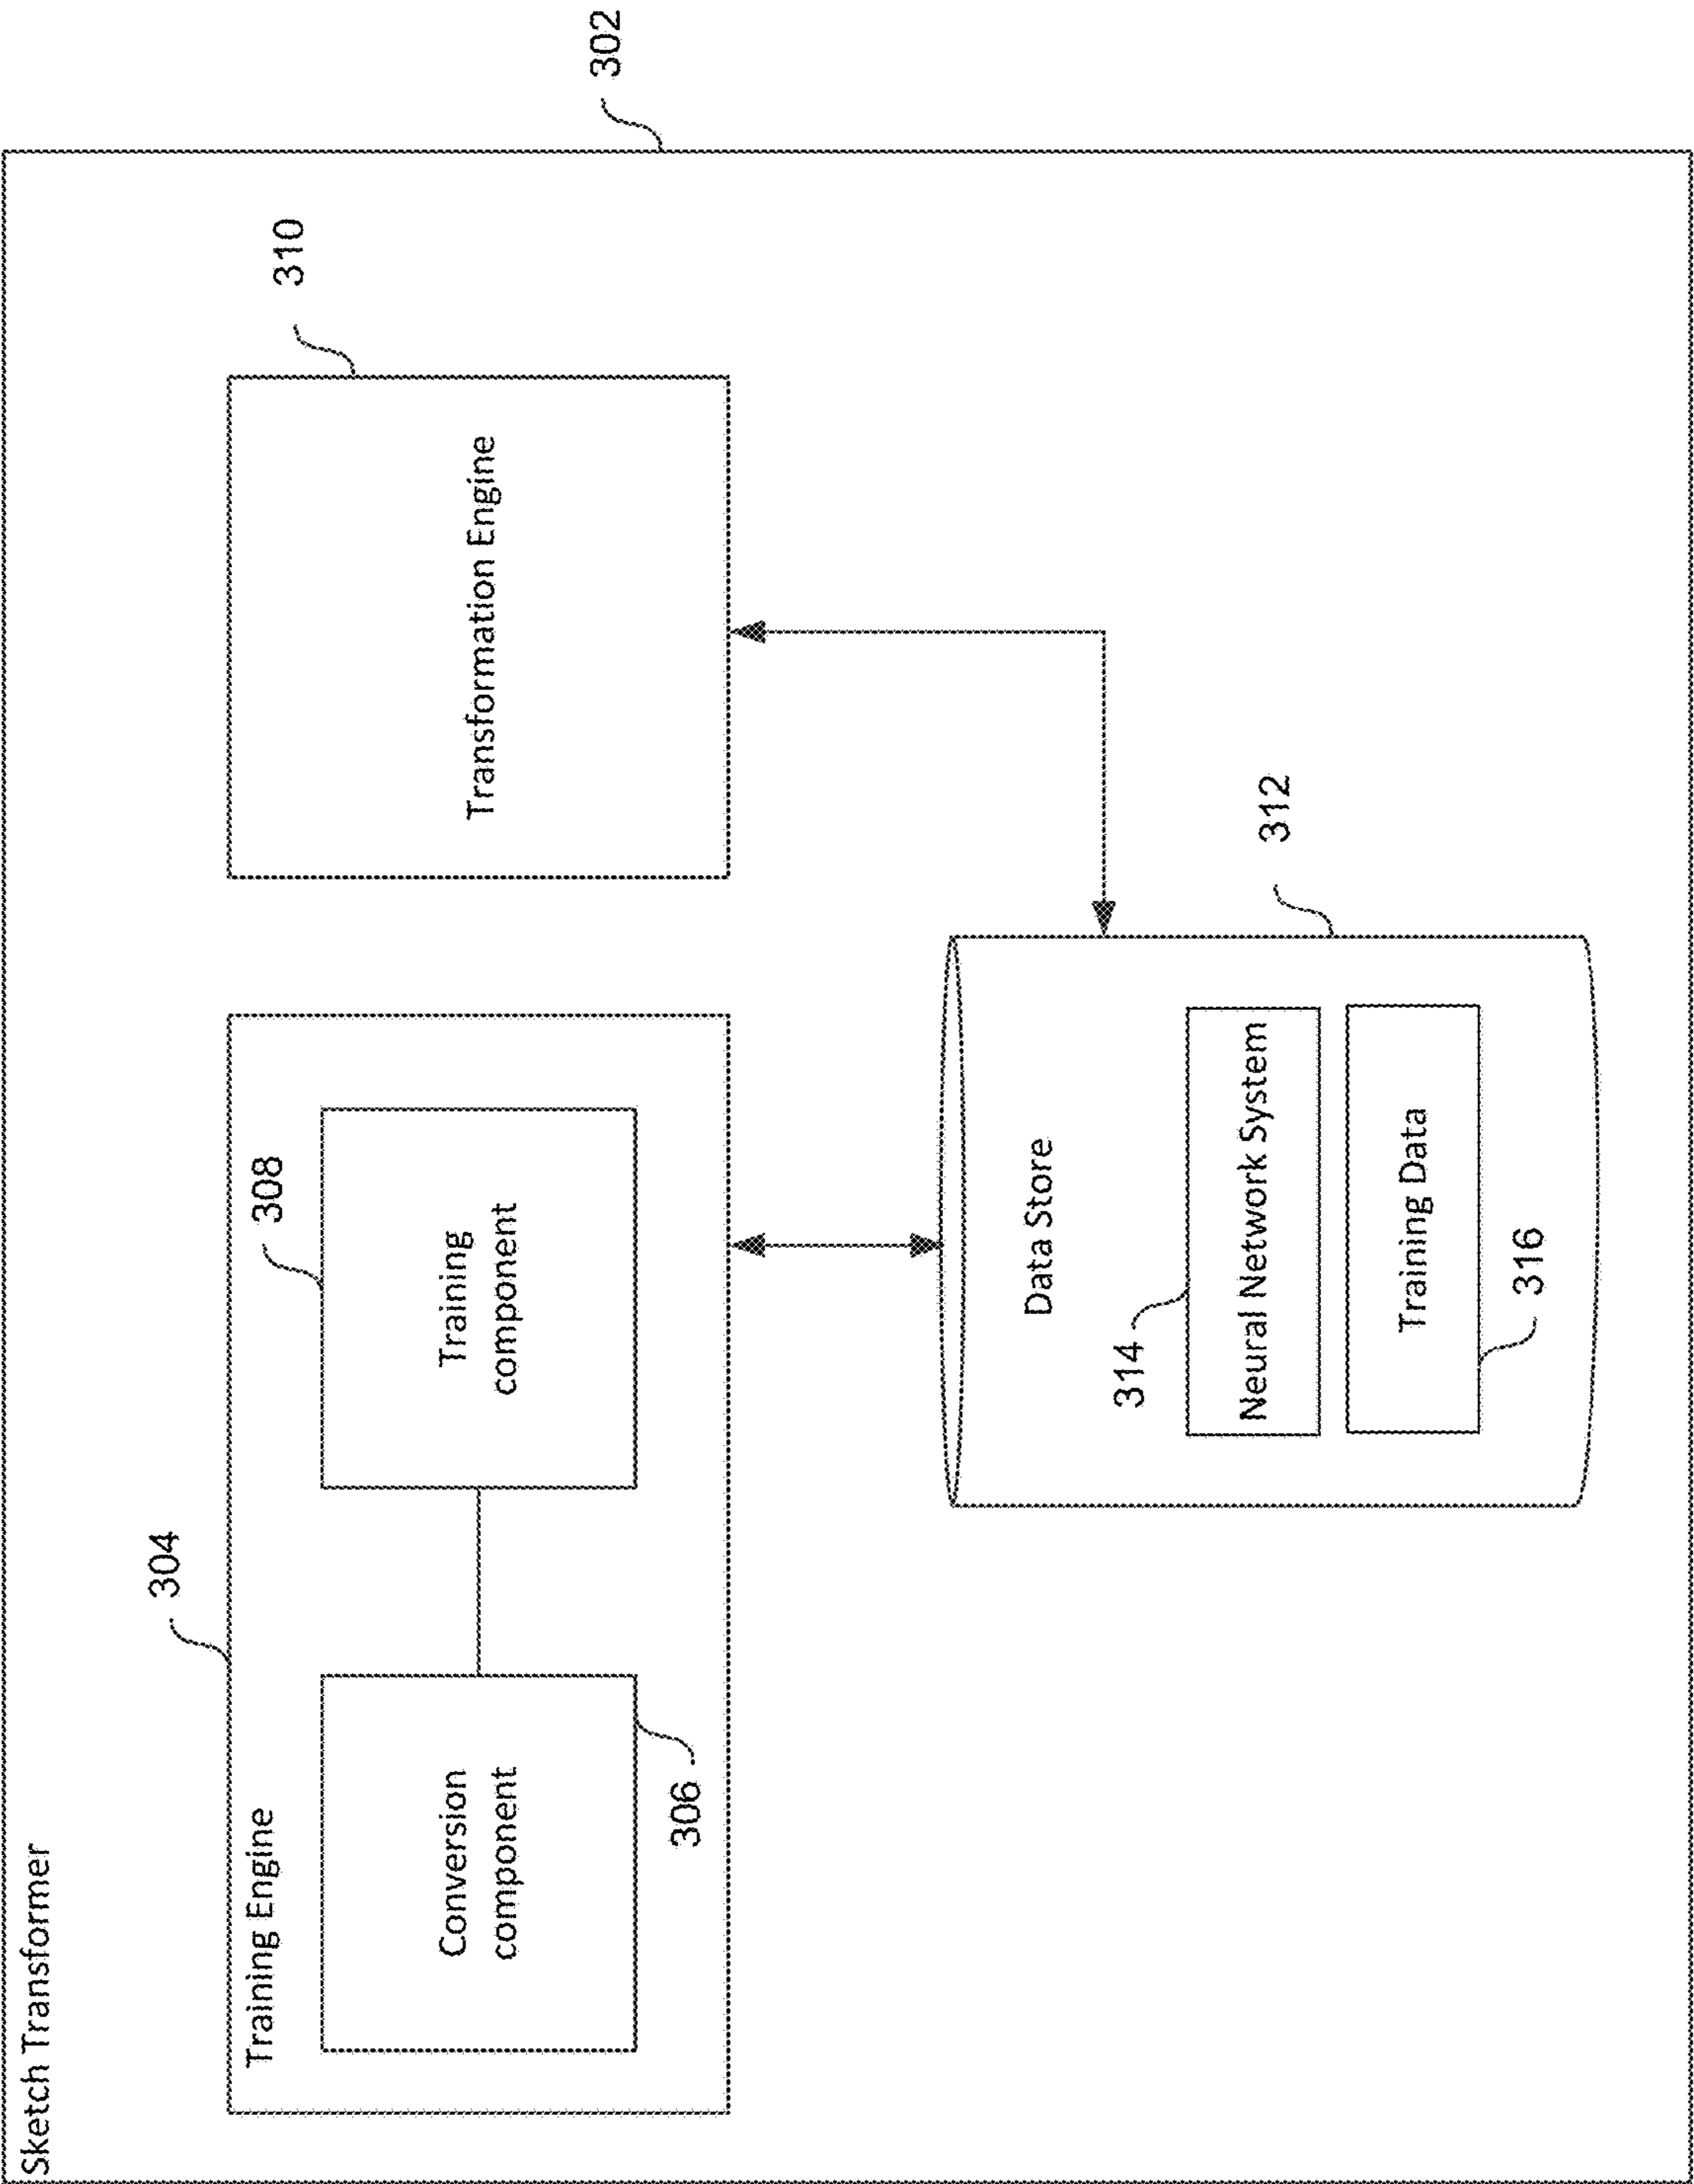 Sketch Transformer
302
304
Training Engine
308
310
Conversion
component
Training
component
Transformation Engine
306
Data Store
312
314
Neural Network System
Training Data
316